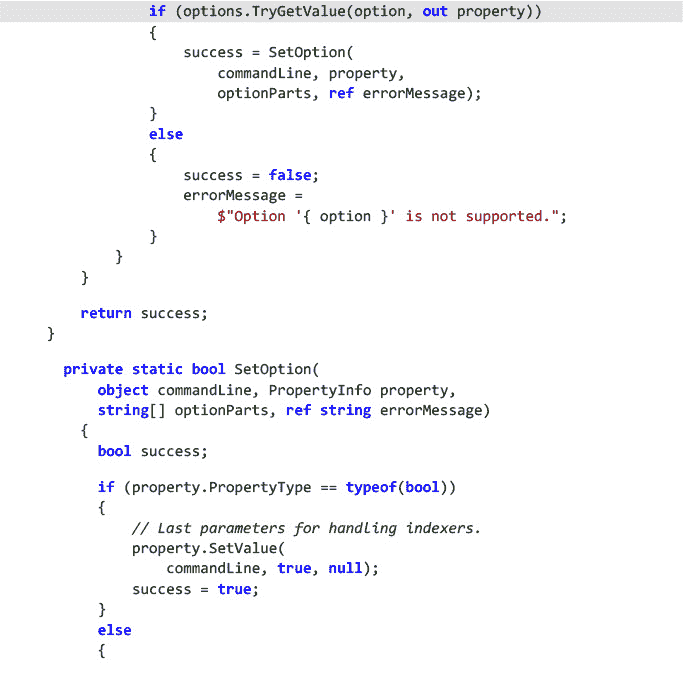 if (options.TryGetValue(option, out property))
{
success = SetOption(
commandLine, property,
optionParts, ref errorMessage);
}
else
{
success = false;
errorMessage =
$"Option '{ option }' is not supported.";
}
}
}
return success;
}
private static bool SetOption(
object commandLine, PropertyInfo property,
string[] optionParts, ref string errorMessage)
{
bool success;
if (property.PropertyType == typeof(bool))
{
// Last parameters for handling indexers.
property.SetValue(
commandLine, true, null);
success = true;
}
else
{